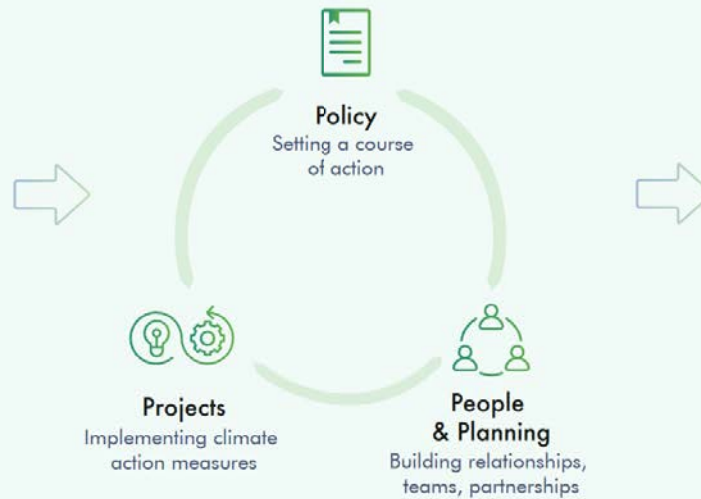 Policy
Setting a course
of action
Projects
Implementing climate
action measures
People
& Planning
Building relationships,
teams, partnerships